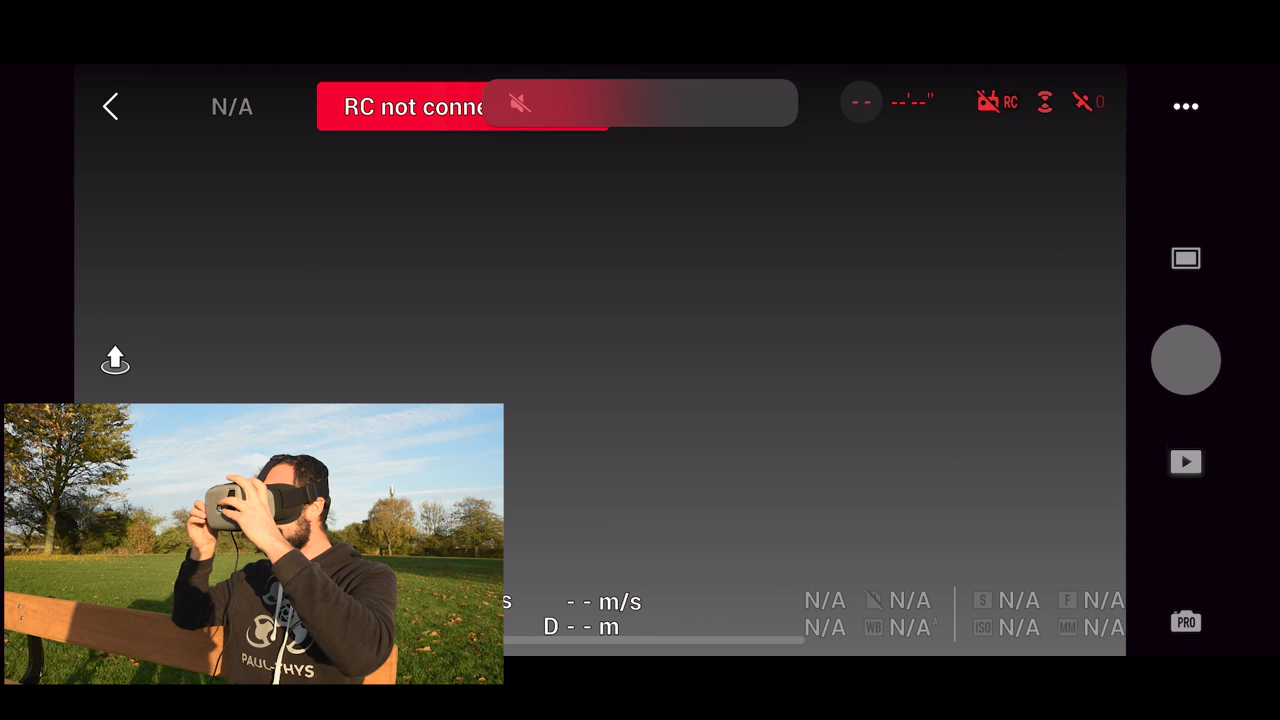 N/A
RC not conne
-- --'--" RC 0
s -- m/s
D -- m
N/A N/A S N/A F N/A
N/A WB N/A A ISO N/A MM N/A
PRO
PAUL-THYS